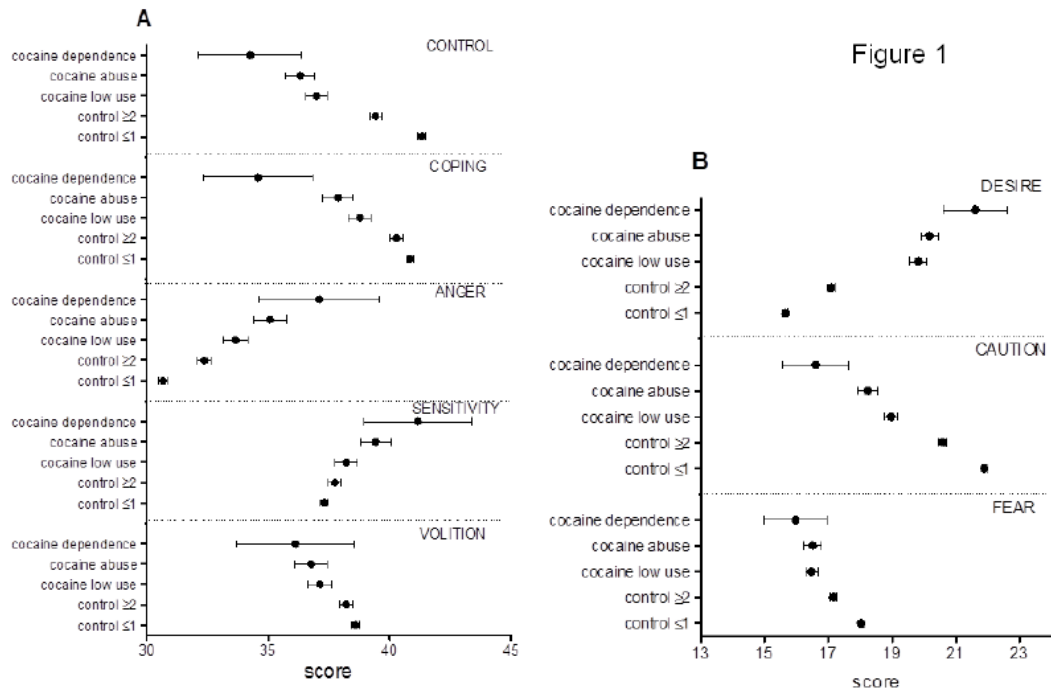 A
CONTROL
cocaine dependence
cocaine abuse
cocaine low use
control ≥2
control ≤1
COPING
cocaine dependence
cocaine abuse
cocaine low use
control ≥2
control ≤1
ANGER
cocaine dependence
cocaine abuse
cocaine low use
control ≥2
control ≤1
SENSITIVITY
cocaine dependence
cocaine abuse
cocaine low use
control ≥2
control ≤1
VOLITION
cocaine dependence
cocaine abuse
cocaine low use
control ≥2
control ≤1
30 35 40 45
score
Figure 1
B
DESIRE
cocaine dependence
cocaine abuse
cocaine low use
control ≥2
control ≤1
CAUTION
cocaine dependence
cocaine abuse
cocaine low use
control ≥2
control ≤1
FEAR
cocaine dependence
cocaine abuse
cocaine low use
control ≥2
control ≤1
13 15 17 19 21 23
score